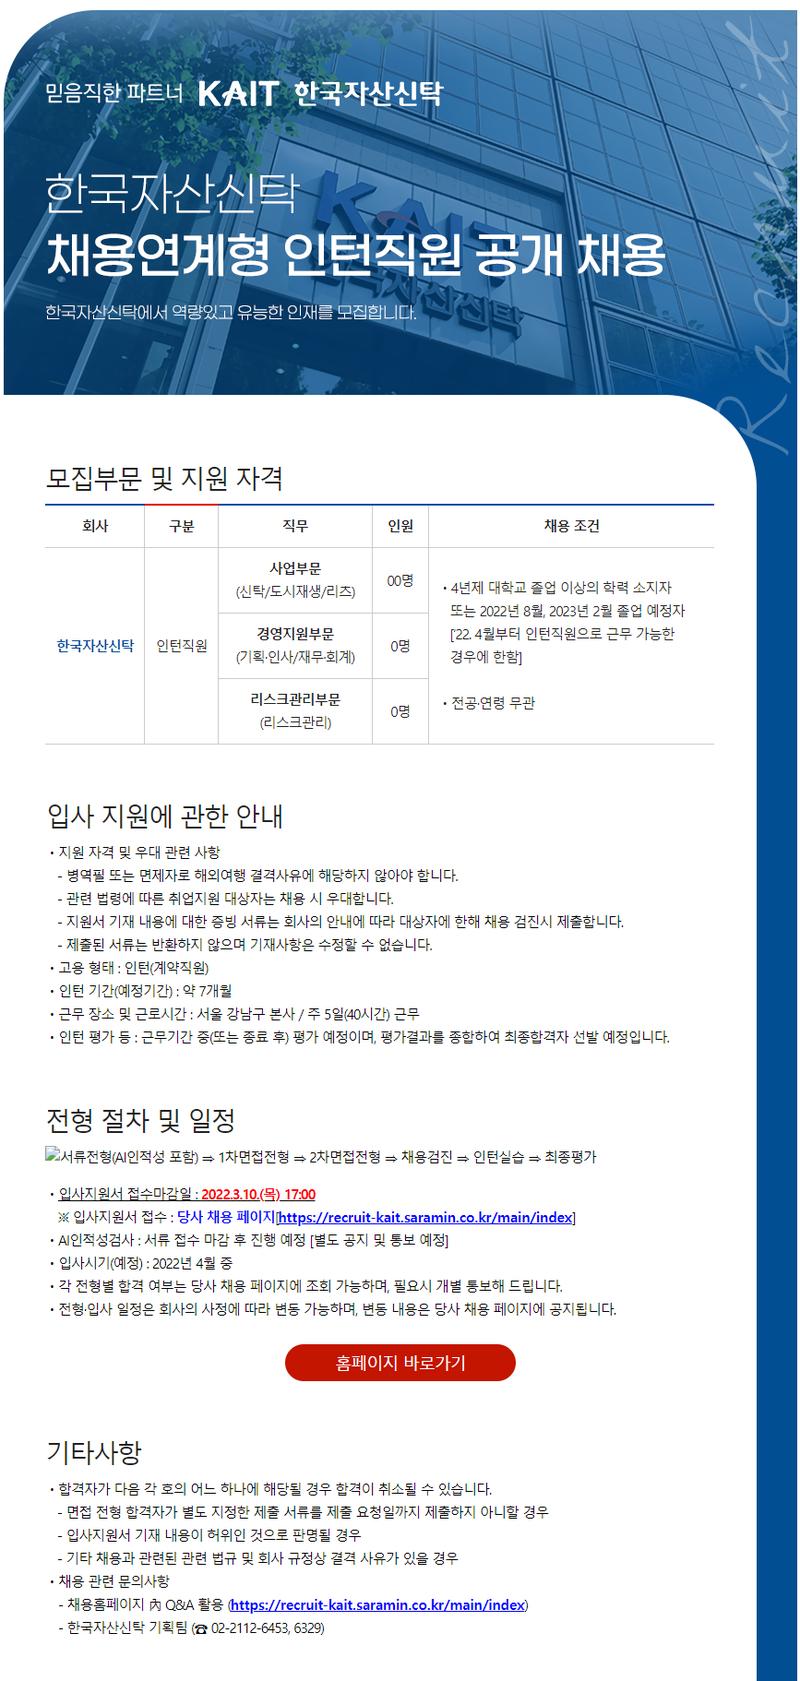 믿음직한 파트너 KAIT 한국자산신탁
한국자산신탁
채용연계형 인턴직원 공개 채용
한국자산신탁에서 역량있고 유능한 인재를 모집합니다.
KAIT
한국자산신탁
Recruit
모집부문 및 지원 자격
회사 구분 직무 인원 채용 조건
한국자산신탁 인턴직원
사업부문
(신탁/도시재생/리츠)
00명
경영지원부문
(기획·인사/재무·회계)
0명
리스크관리부문
(리스크관리)
0명
• 4년제 대학교 졸업 이상의 학력 소지자
또는 2022년 8월, 2023년 2월 졸업 예정자
['22. 4월부터 인턴직원으로 근무 가능한
경우에 한함]
• 전공·연령 무관
입사 지원에 관한 안내
• 지원 자격 및 우대 관련 사항
- 병역필 또는 면제자로 해외여행 결격사유에 해당하지 않아야 합니다.
- 관련 법령에 따른 취업지원 대상자는 채용 시 우대합니다.
- 지원서 기재 내용에 대한 증빙 서류는 회사의 안내에 따라 대상자에 한해 채용 검진시 제출합니다.
- 제출된 서류는 반환하지 않으며 기재사항은 수정할 수 없습니다.
• 고용 형태 : 인턴(계약직원)
• 인턴 기간(예정기간) : 약 7개월
• 근무 장소 및 근로시간 : 서울 강남구 본사 / 주 5일(40시간) 근무
• 인턴 평가 등 : 근무기간 중(또는 종료 후) 평가 예정이며, 평가결과를 종합하여 최종합격자 선발 예정입니다.
전형 절차 및 일정
서류전형(AI인적성 포함) ⇒ 1차면접전형 ⇒ 2차면접전형 ⇒ 채용검진 ⇒ 인턴실습 ⇒ 최종평가
• 입사지원서 접수마감일 : 2022.3.10.(목) 17:00
※ 입사지원서 접수 : 당사 채용 페이지[https://recruit-kait.saramin.co.kr/main/index]
• AI인적성검사 : 서류 접수 마감 후 진행 예정 [별도 공지 및 통보 예정]
• 입사시기(예정) : 2022년 4월 중
• 각 전형별 합격 여부는 당사 채용 페이지에 조회 가능하며, 필요시 개별 통보해 드립니다.
• 전형·입사 일정은 회사의 사정에 따라 변동 가능하며, 변동 내용은 당사 채용 페이지에 공지됩니다.
홈페이지 바로가기
기타사항
• 합격자가 다음 각 호의 어느 하나에 해당될 경우 합격이 취소될 수 있습니다.
- 면접 전형 합격자가 별도 지정한 제출 서류를 제출 요청일까지 제출하지 아니할 경우
- 입사지원서 기재 내용이 허위인 것으로 판명될 경우
- 기타 채용과 관련된 관련 법규 및 회사 규정상 결격 사유가 있을 경우
• 채용 관련 문의사항
- 채용홈페이지 內 Q&A 활용 (https://recruit-kait.saramin.co.kr/main/index)
- 한국자산신탁 기획팀 (☎ 02-2112-6453, 6329)